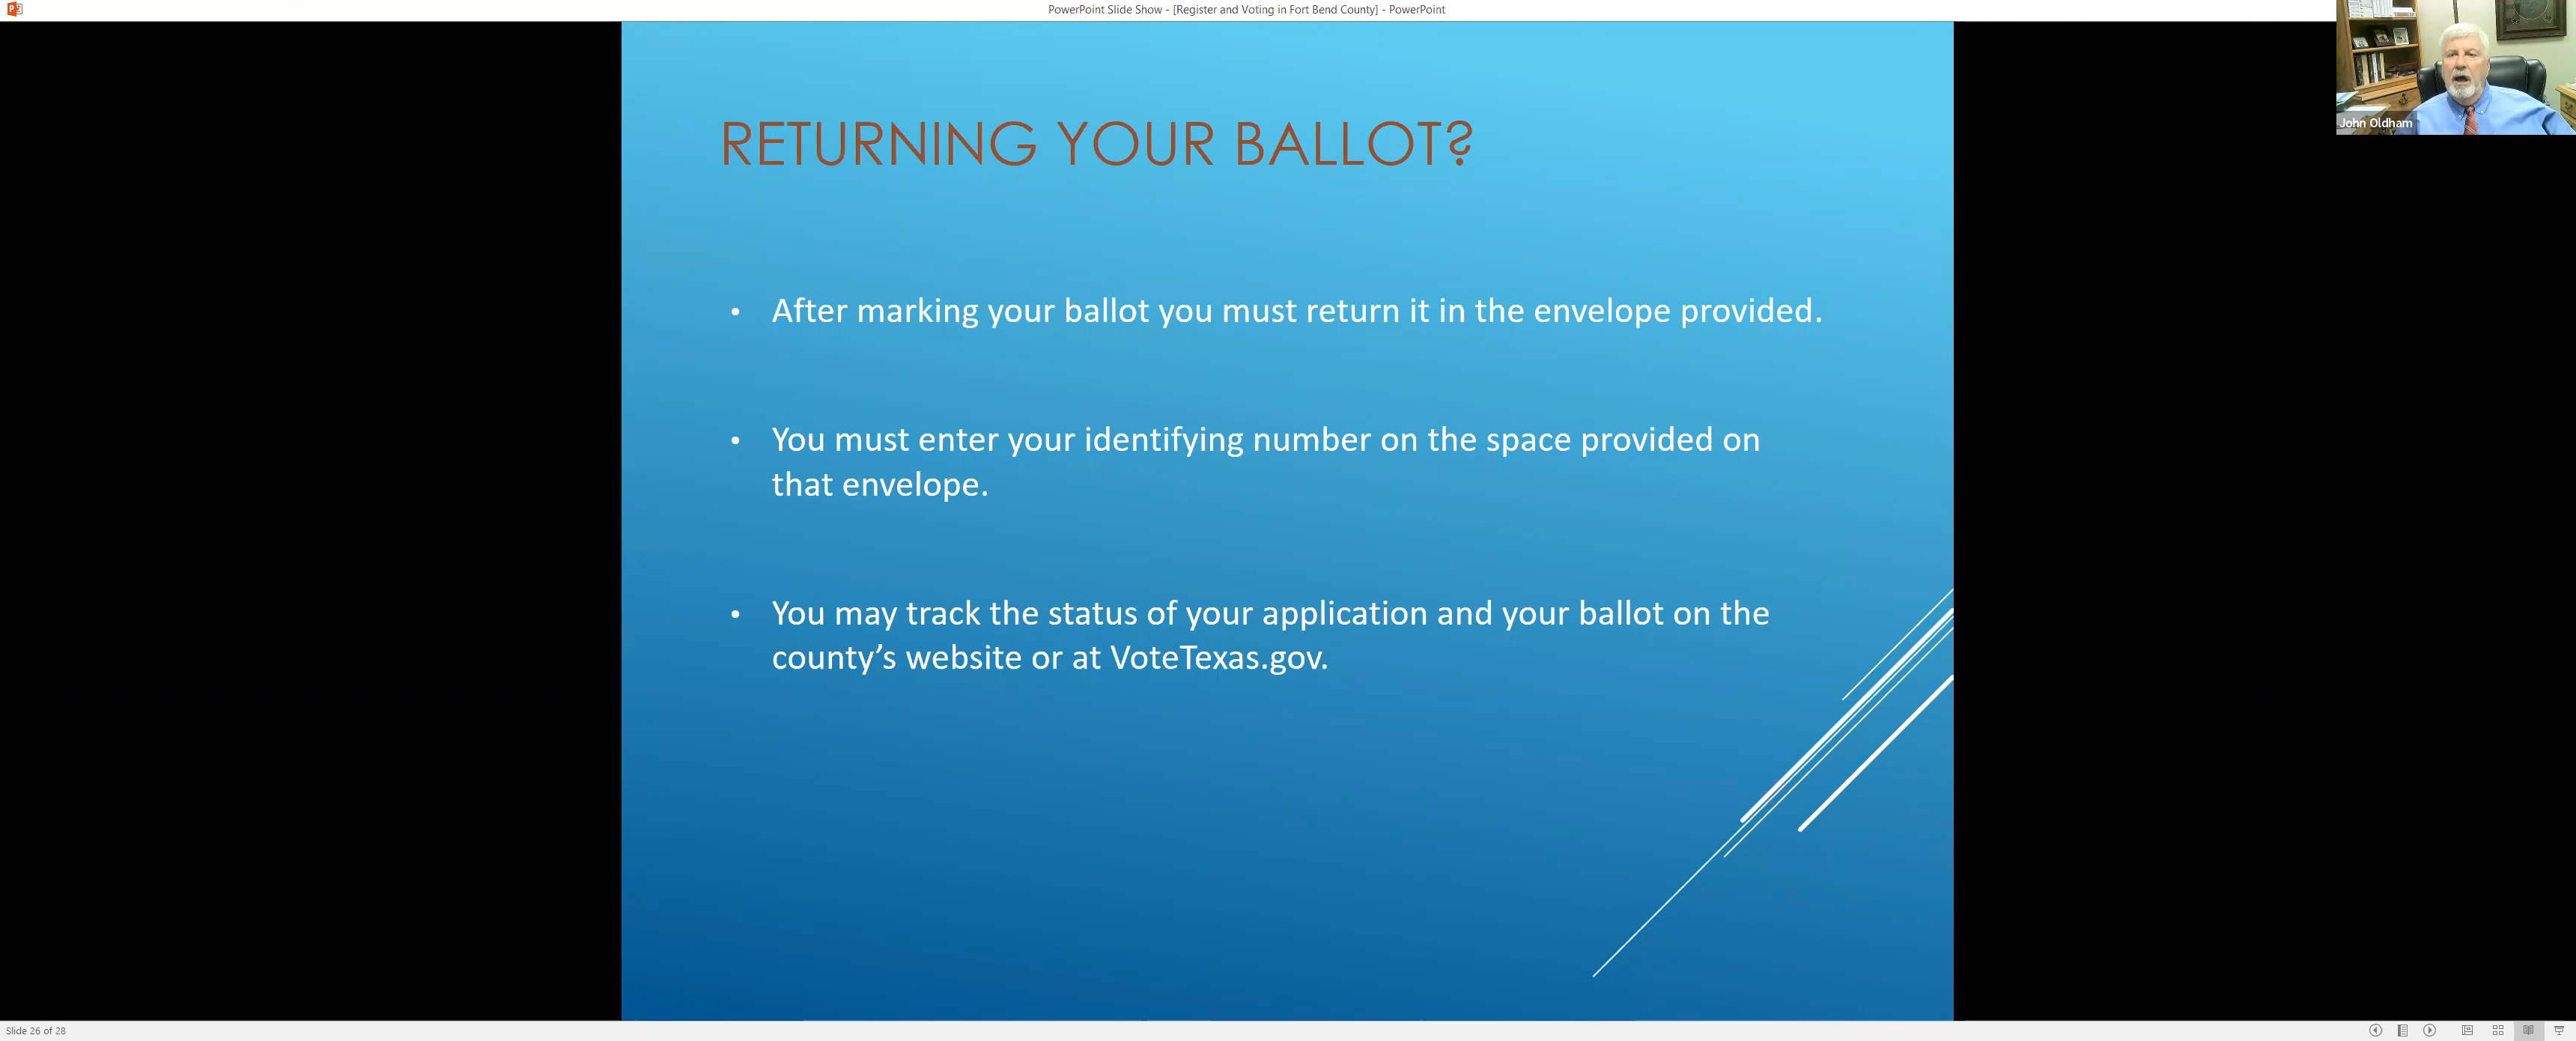 PowerPoint Slide Show - [Register and Voting in Fort Bend County] - PowerPoint
John Oldham
RETURNING YOUR BALLOT?
• After marking your ballot you must return it in the envelope provided.
• You must enter your identifying number on the space provided on
that envelope.
• You may track the status of your application and your ballot on the
county’s website or at VoteTexas.gov.
Slide 26 of 28